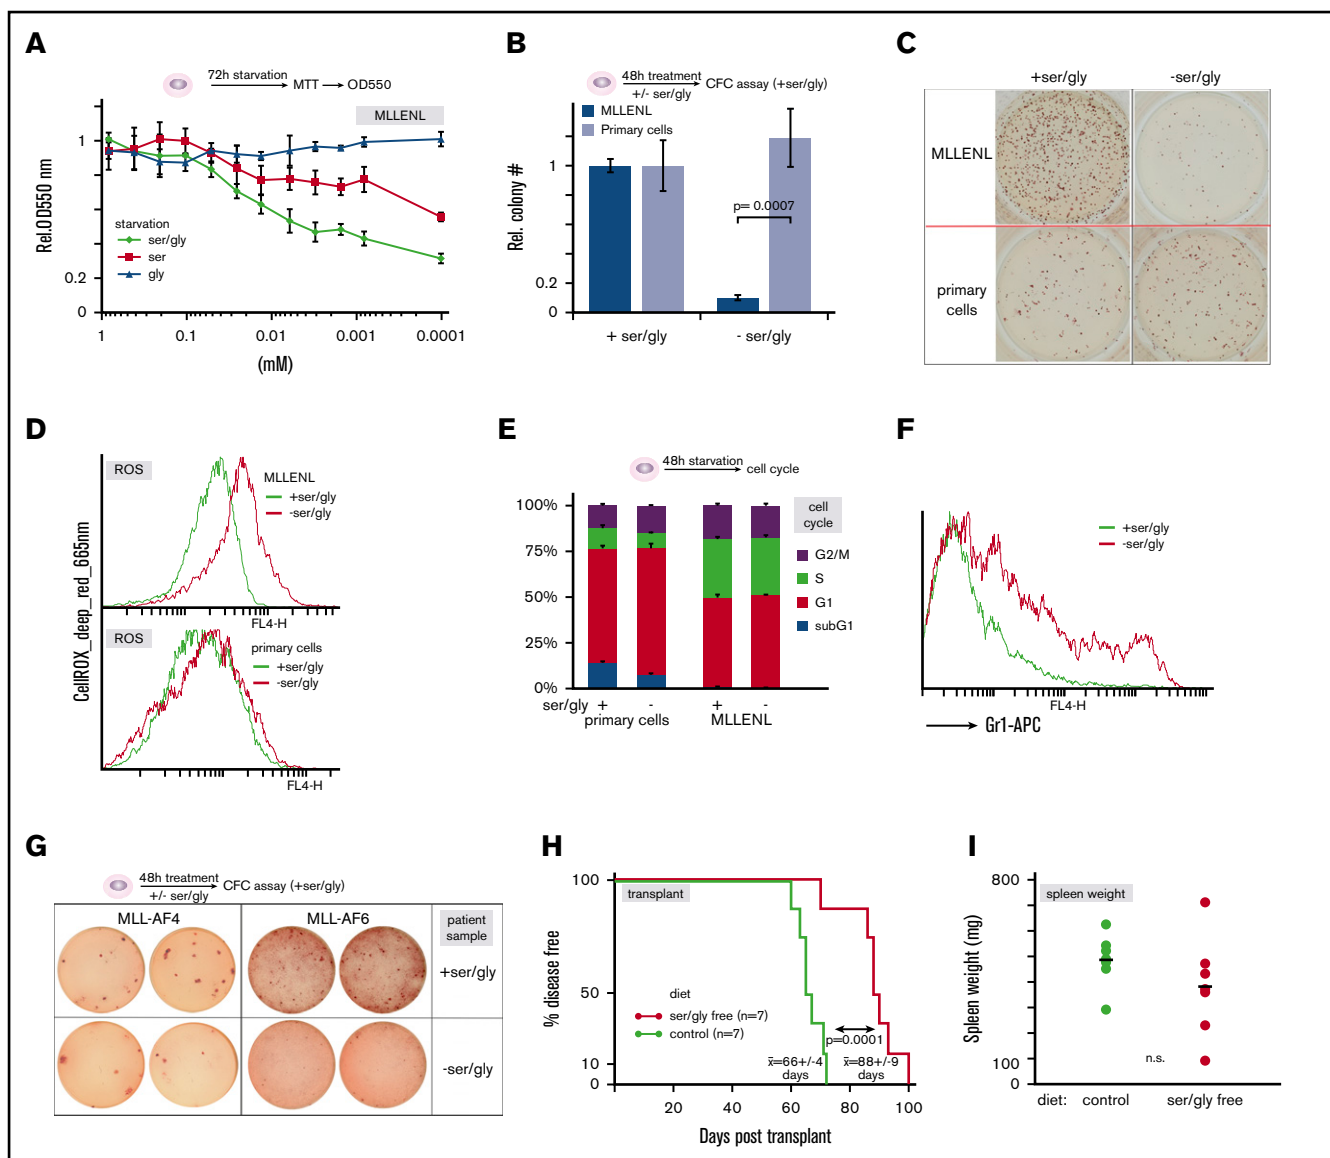 A
72h starvation
MTT
OD550
MLLENL
Rel.OD550 nm
1
0.2
0
starvation
ser/gly
ser
gly
1
0.1
0.01
0.001
0.0001
(mM)
B
48h treatment
+/- ser/gly
CFC assay (+ser/gly)
MLLENL
Primary cells
Rel. colony #
1
0.2
0
p= 0.0007
+ ser/gly
- ser/gly
C
+ser/gly
-ser/gly
MLLENL
primary
cells
D
CellROX_deep_red_665nm
ROS
MLLENL
+ser/gly
-ser/gly
FL4-H
ROS
primary cells
+ser/gly
-ser/gly
FL4-H
E
48h starvation
cell cycle
100%
75%
50%
25%
0%
cell
cycle
G2/M
S
G1
subG1
ser/gly
+
-
+
-
primary cells
MLLENL
F
+ser/gly
-ser/gly
FL4-H
Gr1-APC
G
48h treatment
+/- ser/gly
CFC assay (+ser/gly)
MLL-AF4
MLL-AF6
patient
sample
+ser/gly
-ser/gly
H
% disease free
100
50
10
0
transplant
diet
ser/gly free (n=7)
control (n=7)
p=0.0001
x̄=66+/-4
days
x̄=88+/-9
days
20
40
60
80
100
Days post transplant
I
Spleen weight (mg)
800
100
0
spleen weight
n.s.
diet:
control
ser/gly free